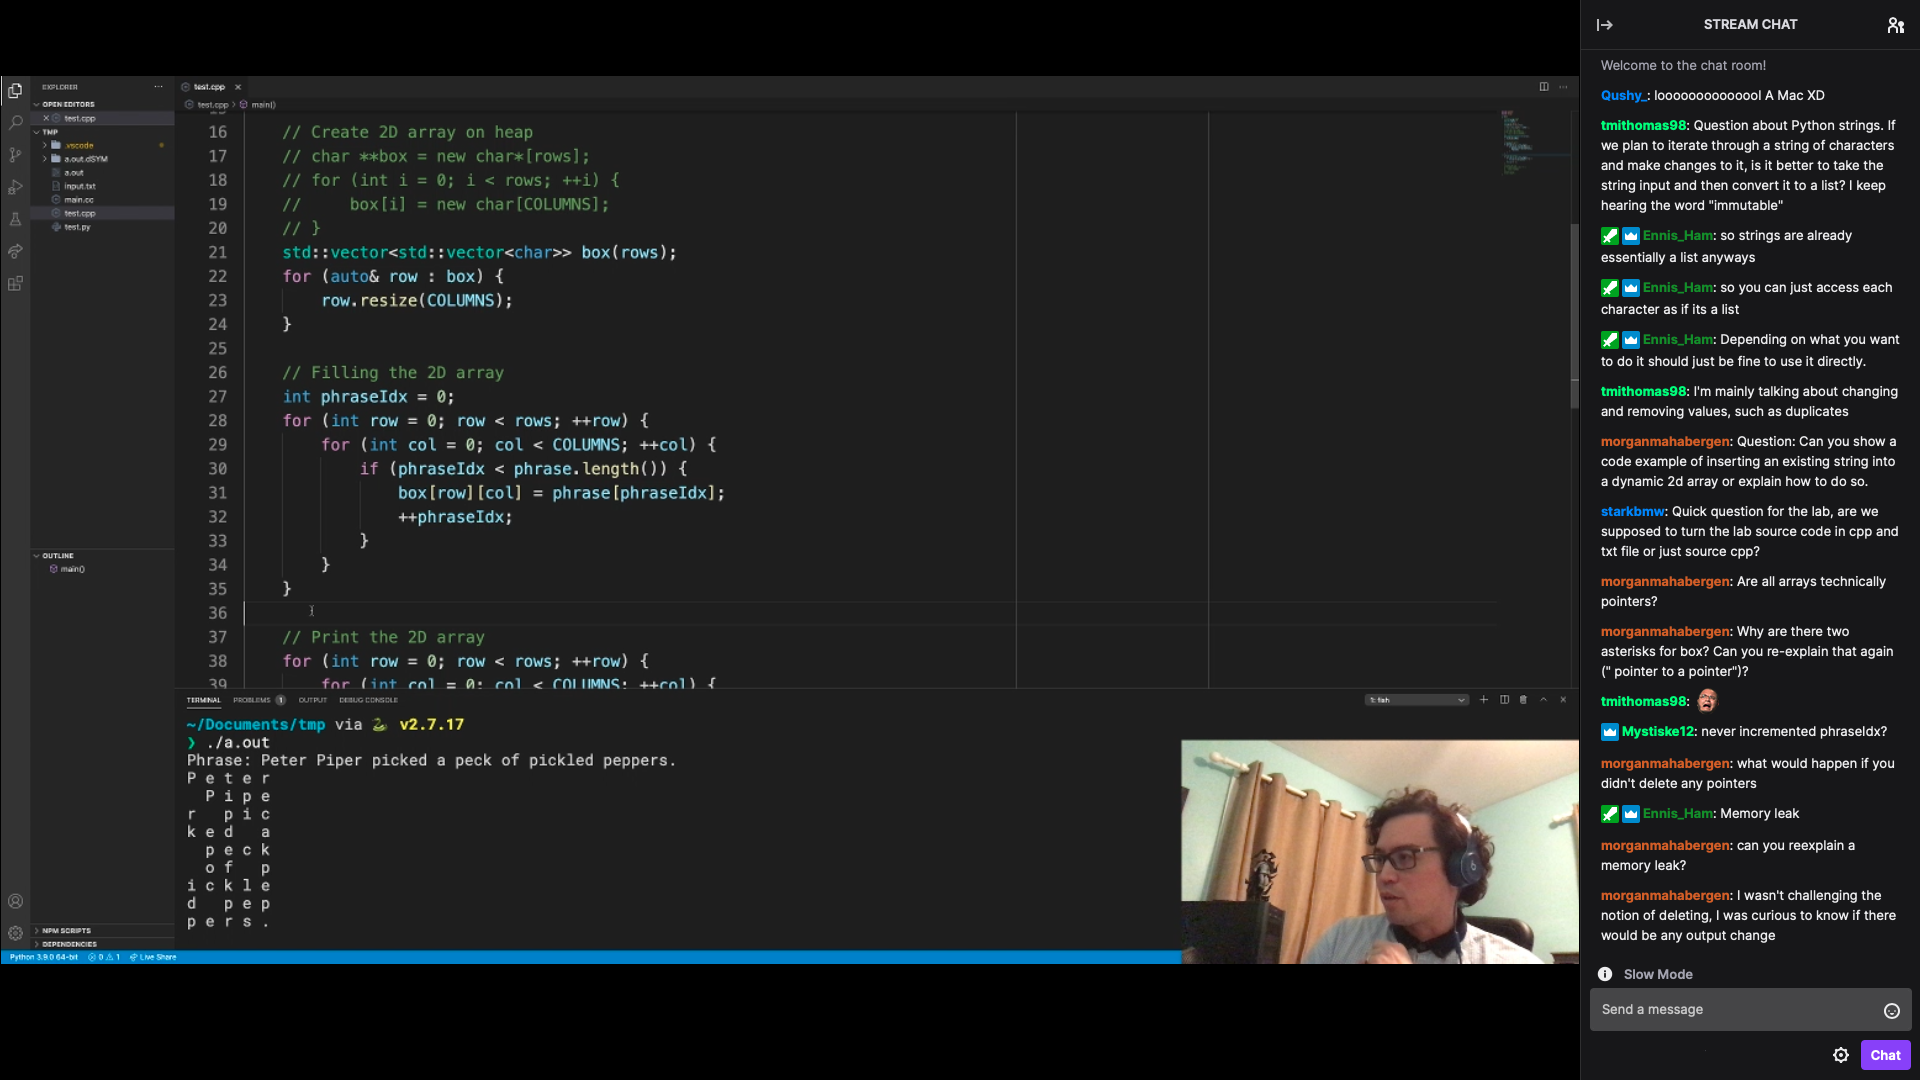 EXPLORER
OPEN EDITORS
test.cpp
TMP
.vscode
a.out.dSYM
a.out
input.txt
main.cc
test.cpp
test.py
OUTLINE
main()
NPM SCRIPTS
DEPENDENCIES
Python 3.9.0 64-bit 0 1 Live Share
test.cpp
test.cpp > main()
16 // Create 2D array on heap
17 // char **box = new char*[rows];
18 // for (int i = 0; i < rows; ++i) {
19 //     box[i] = new char[COLUMNS];
20 // }
21 std::vector<std::vector<char>> box(rows);
22 for (auto& row : box) {
23     row.resize(COLUMNS);
24 }
25
26 // Filling the 2D array
27 int phraseIdx = 0;
28 for (int row = 0; row < rows; ++row) {
29     for (int col = 0; col < COLUMNS; ++col) {
30         if (phraseIdx < phrase.length()) {
31             box[row][col] = phrase[phraseIdx];
32             ++phraseIdx;
33         }
34     }
35 }
36
37 // Print the 2D array
38 for (int row = 0; row < rows; ++row) {
39     for (int col = 0; col < COLUMNS; ++col) {
TERMINAL PROBLEMS 1 OUTPUT DEBUG CONSOLE
1: fish
~/Documents/tmp via v2.7.17
❯ ./a.out
Phrase: Peter Piper picked a peck of pickled peppers.
P e t e r
  P i p e
r   p i c
k e d   a
  p e c k
  o f   p
i c k l e
d   p e p
p e r s .
STREAM CHAT
Welcome to the chat room!
Qushy_: looooooooooooool A Mac XD
tmithomas98: Question about Python strings. If
we plan to iterate through a string of characters
and make changes to it, is it better to take the
string input and then convert it to a list? I keep
hearing the word "immutable"
Ennis_Ham: so strings are already
essentially a list anyways
Ennis_Ham: so you can just access each
character as if its a list
Ennis_Ham: Depending on what you want
to do it should just be fine to use it directly.
tmithomas98: I'm mainly talking about changing
and removing values, such as duplicates
morganmahabergen: Question: Can you show a
code example of inserting an existing string into
a dynamic 2d array or explain how to do so.
starkbmw: Quick question for the lab, are we
supposed to turn the lab source code in cpp and
txt file or just source cpp?
morganmahabergen: Are all arrays technically
pointers?
morganmahabergen: Why are there two
asterisks for box? Can you re-explain that again
(" pointer to a pointer")?
tmithomas98:
Mystiske12: never incremented phraseIdx?
morganmahabergen: what would happen if you
didn't delete any pointers
Ennis_Ham: Memory leak
morganmahabergen: can you reexplain a
memory leak?
morganmahabergen: I wasn't challenging the
notion of deleting, I was curious to know if there
would be any output change
Slow Mode
Send a message
Chat